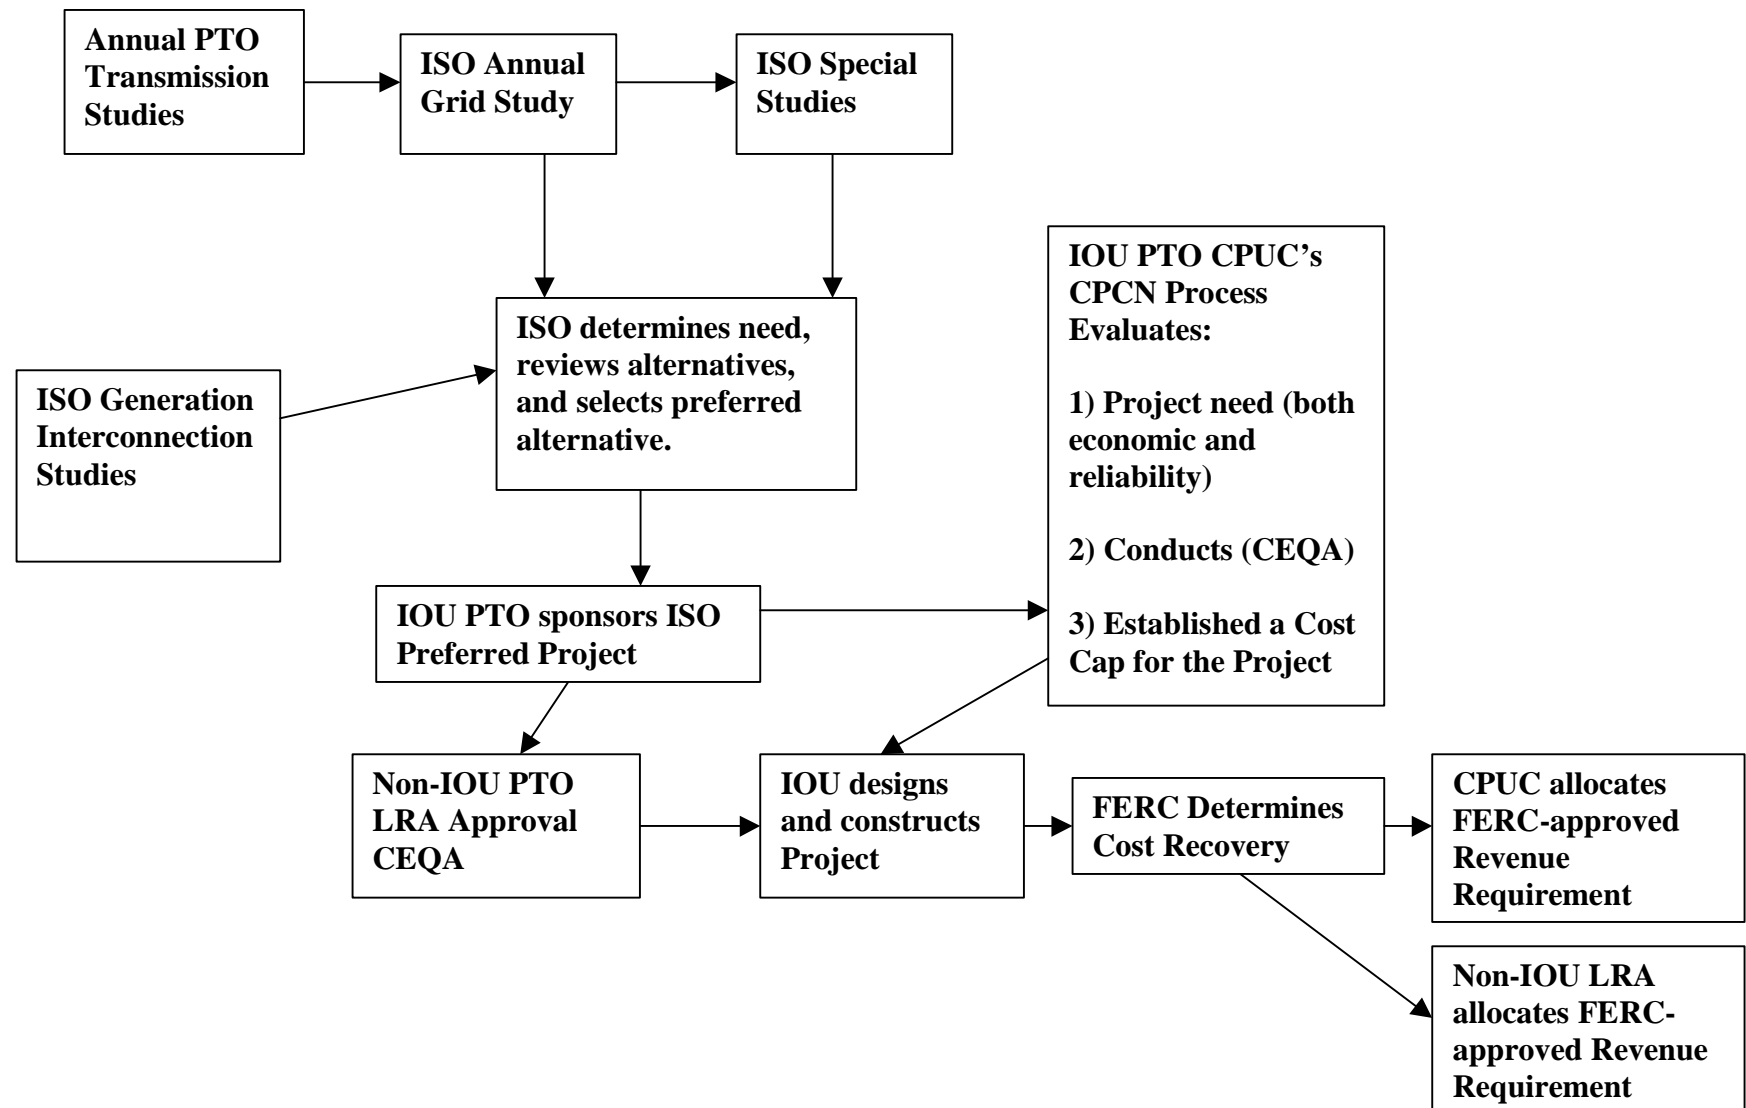 Annual PTO
Transmission
Studies
ISO Annual
Grid Study
ISO Special
Studies
IOU PTO CPUC’s
CPCN Process
Evaluates:
1) Project need (both
economic and
reliability)
2) Conducts (CEQA)
3) Established a Cost
Cap for the Project
ISO determines need,
reviews alternatives,
and selects preferred
alternative.
ISO Generation
Interconnection
Studies
IOU PTO sponsors ISO
Preferred Project
Non-IOU PTO
LRA Approval
CEQA
IOU designs
and constructs
Project
FERC Determines
Cost Recovery
CPUC allocates
FERC-approved
Revenue
Requirement
Non-IOU LRA
allocates FERC-
approved Revenue
Requirement